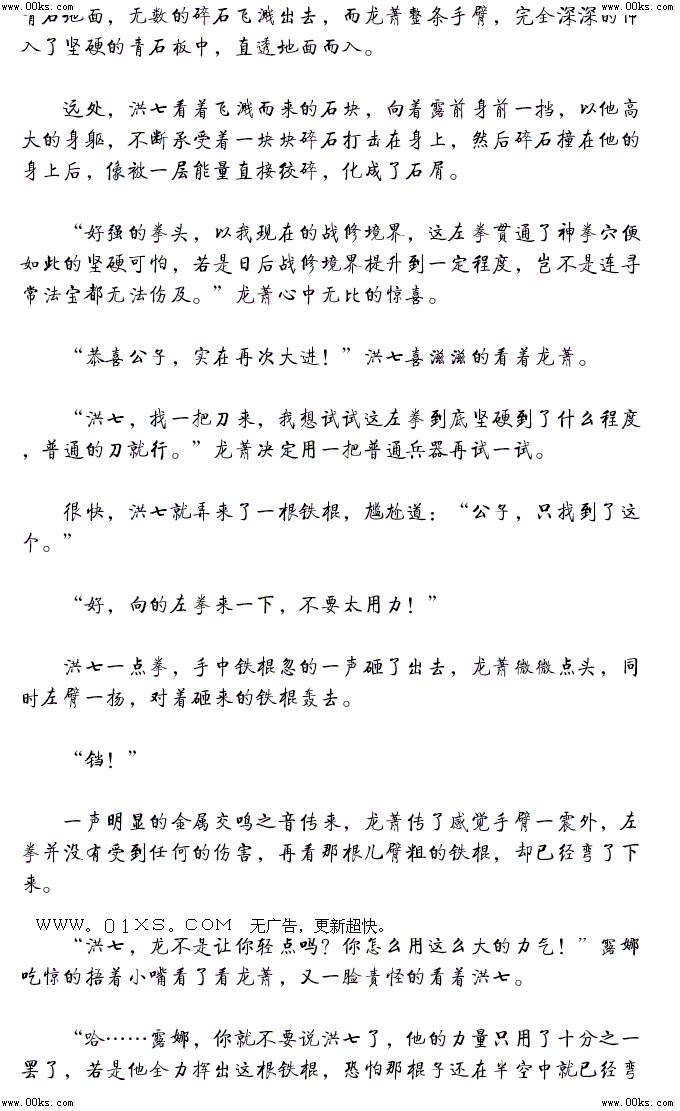 www.00ks.com www.00ks.com
青石地面，无数的碎石飞溅出去，而龙萧整条手臂，完全深深的伸
入了坚硬的青石板中，直透地面而入。
远处，洪七看着飞溅而来的石块，向着露前身前一挡，以他高
大的身躯，不断承受着一块块碎石打击在身上，然后碎石撞在他的
身上后，像被一层能量直接绞碎，化成了石屑。
“好强的拳头，以我现在的战修境界，这左拳贯通了神拳穴便
如此的坚硬可怕，若是日后战修境界提升到一定程度，岂不是连寻
常法宝都无法伤及。”龙萧心中无比的惊喜。
“恭喜公子，实在再次大进！”洪七喜滋滋的看着龙萧。
“洪七，找一把刀来，我想试试这左拳到底坚硬到了什么程度
，普通的刀就行。”龙萧决定用一把普通兵器再试一试。
很快，洪七就弄来了一根铁棍，尴尬道：“公子，只找到了这
个。”
“好，向的左拳来一下，不要太用力！”
洪七一点拳，手中铁棍忽的一声砸了出去，龙萧微微点头，同
时左臂一扬，对着砸来的铁棍轰去。
“铛！”
一声明显的金属交鸣之音传来，龙萧传了感觉手臂一震外，左
拳并没有受到任何的伤害，再看那根儿臂粗的铁棍，却已经弯了下
来。
WWW。01XS。COM 无广告，更新超快。
“洪七，龙不是让你轻点吗？你怎么用这么大的力气！”露娜
吃惊的捂着小嘴看了看龙萧，又一脸责怪的看着洪七。
“哈……露娜，你就不要说洪七了，他的力量只用了十分之一
罢了，若是他全力挥出这根铁棍，恐怕那棍子还在半空中就已经弯
www.00ks.com www.00ks.com